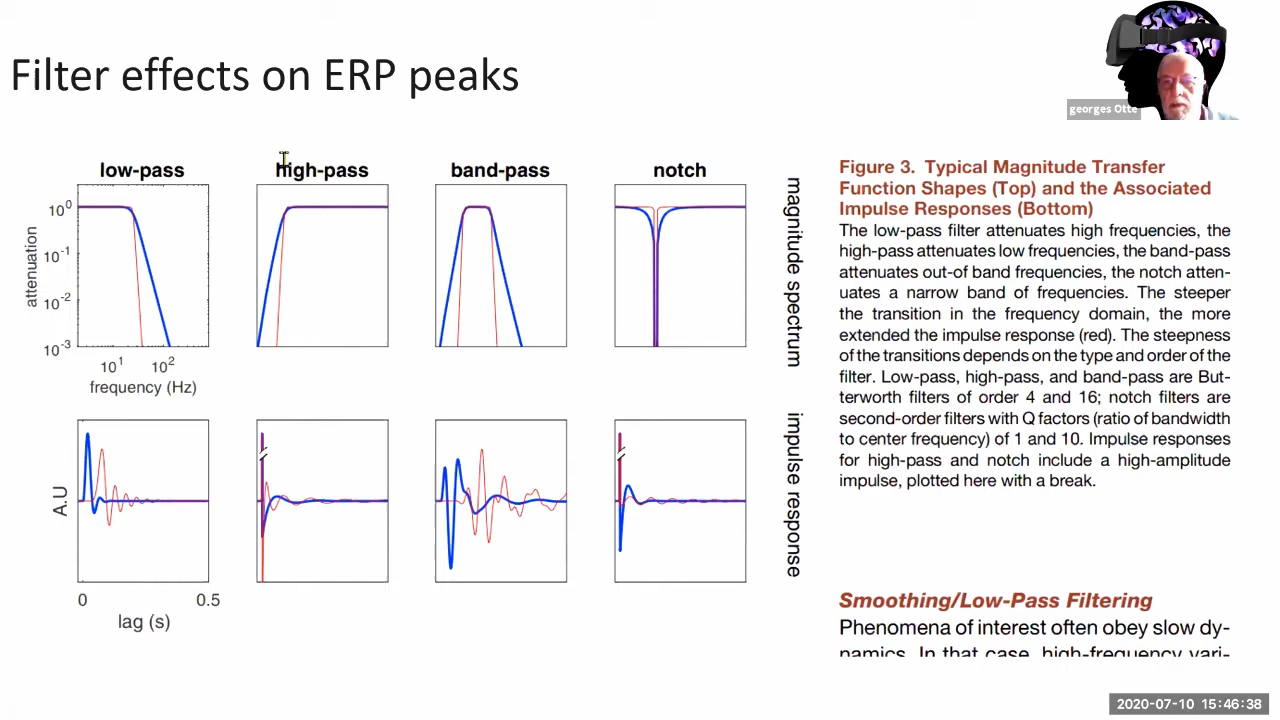 Filter effects on ERP peaks
georges Otte
low-pass
high-pass
band-pass
notch
10^0
10^-1
10^-2
10^-3
attenuation
10^1 10^2
frequency (Hz)
magnitude spectrum
A.U
0 0.5
lag (s)
impulse response
Figure 3. Typical Magnitude Transfer
Function Shapes (Top) and the Associated
Impulse Responses (Bottom)
The low-pass filter attenuates high frequencies, the
high-pass attenuates low frequencies, the band-pass
attenuates out-of band frequencies, the notch atten-
uates a narrow band of frequencies. The steeper
the transition in the frequency domain, the more
extended the impulse response (red). The steepness
of the transitions depends on the type and order of the
filter. Low-pass, high-pass, and band-pass are But-
terworth filters of order 4 and 16; notch filters are
second-order filters with Q factors (ratio of bandwidth
to center frequency) of 1 and 10. Impulse responses
for high-pass and notch include a high-amplitude
impulse, plotted here with a break.
Smoothing/Low-Pass Filtering
Phenomena of interest often obey slow dy-
namics. In that case, high-frequency vari-
2020-07-10 15:46:38